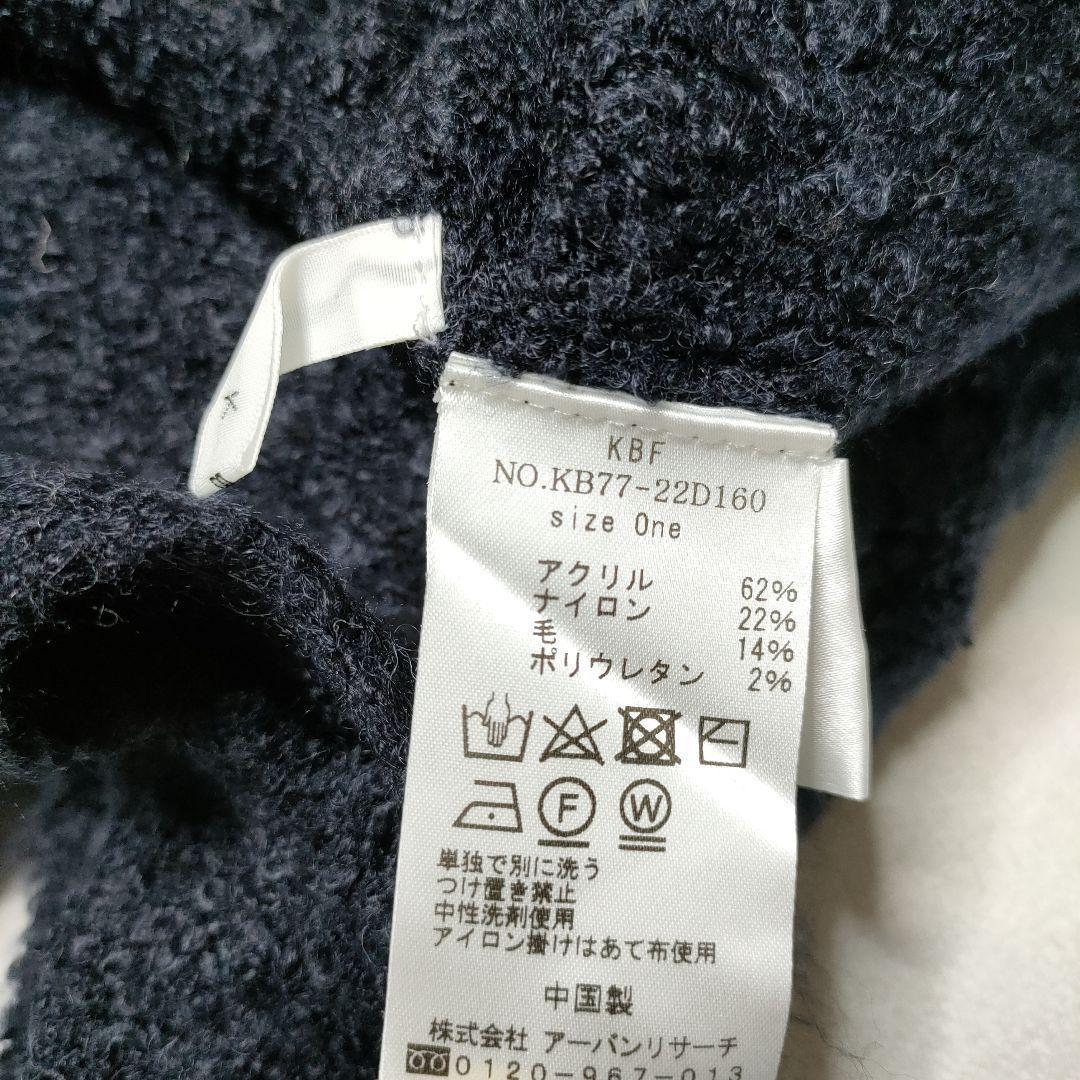 KBF
NO.KB77-22D160
size One
アクリル 62%
ナイロン 22%
毛 14%
ポリウレタン 2%
F W
単独で別に洗う
つけ置き禁止
中性洗剤使用
アイロン掛けはあて布使用
中国製
株式会社 アーバンリサーチ
0120-967-013